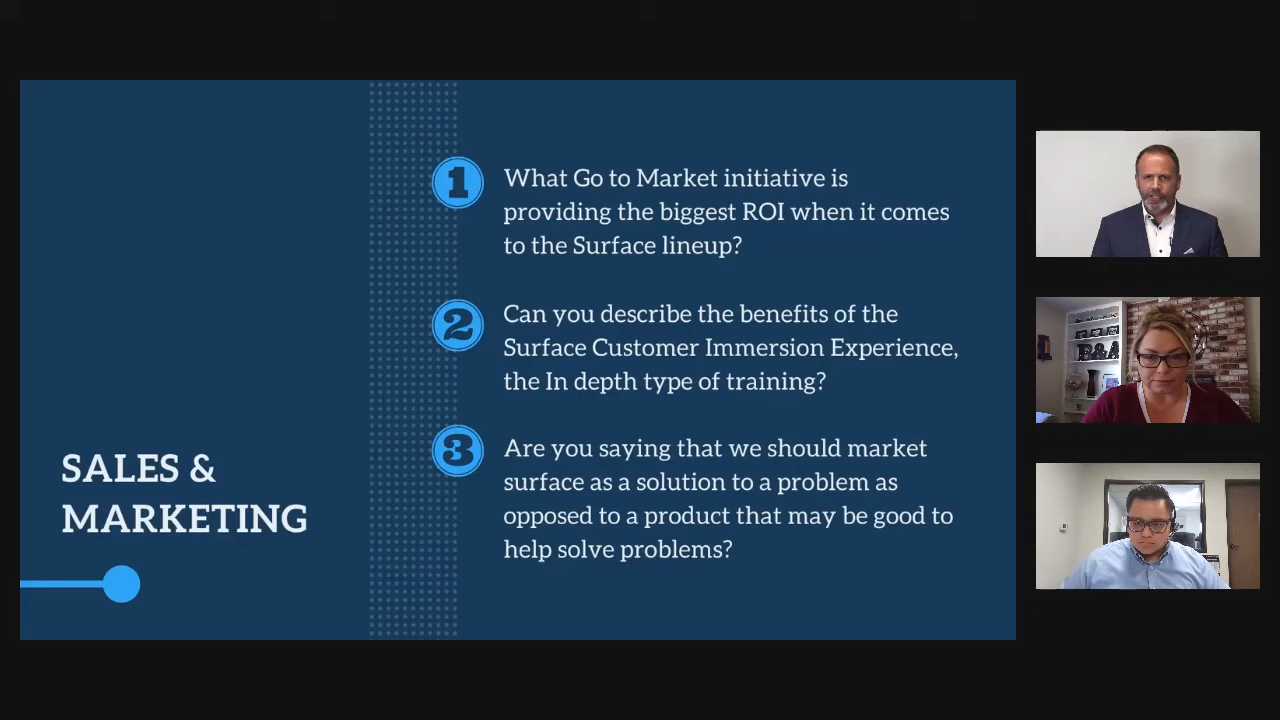 SALES &
MARKETING
1
What Go to Market initiative is
providing the biggest ROI when it comes
to the Surface lineup?
2
Can you describe the benefits of the
Surface Customer Immersion Experience,
the In depth type of training?
3
Are you saying that we should market
surface as a solution to a problem as
opposed to a product that may be good to
help solve problems?